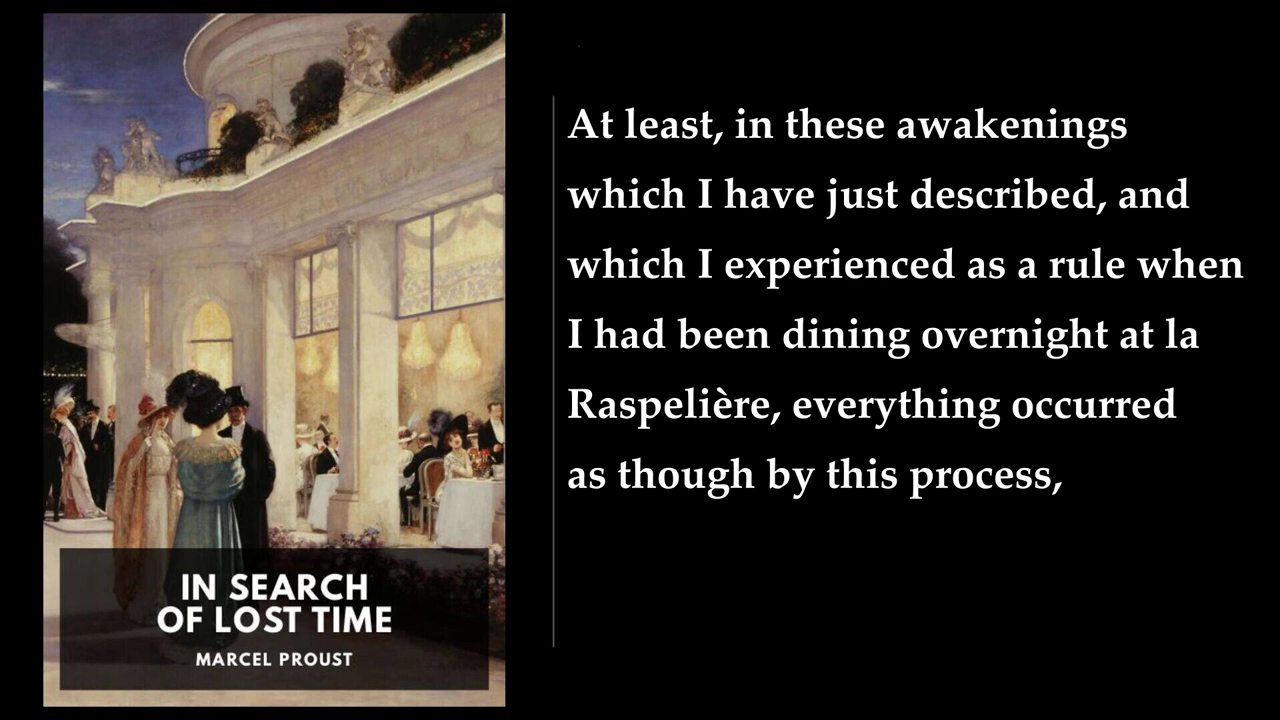 At least, in these awakenings
which I have just described, and
which I experienced as a rule when
I had been dining overnight at la
Raspelière, everything occurred
as though by this process,
IN SEARCH
OF LOST TIME
MARCEL PROUST